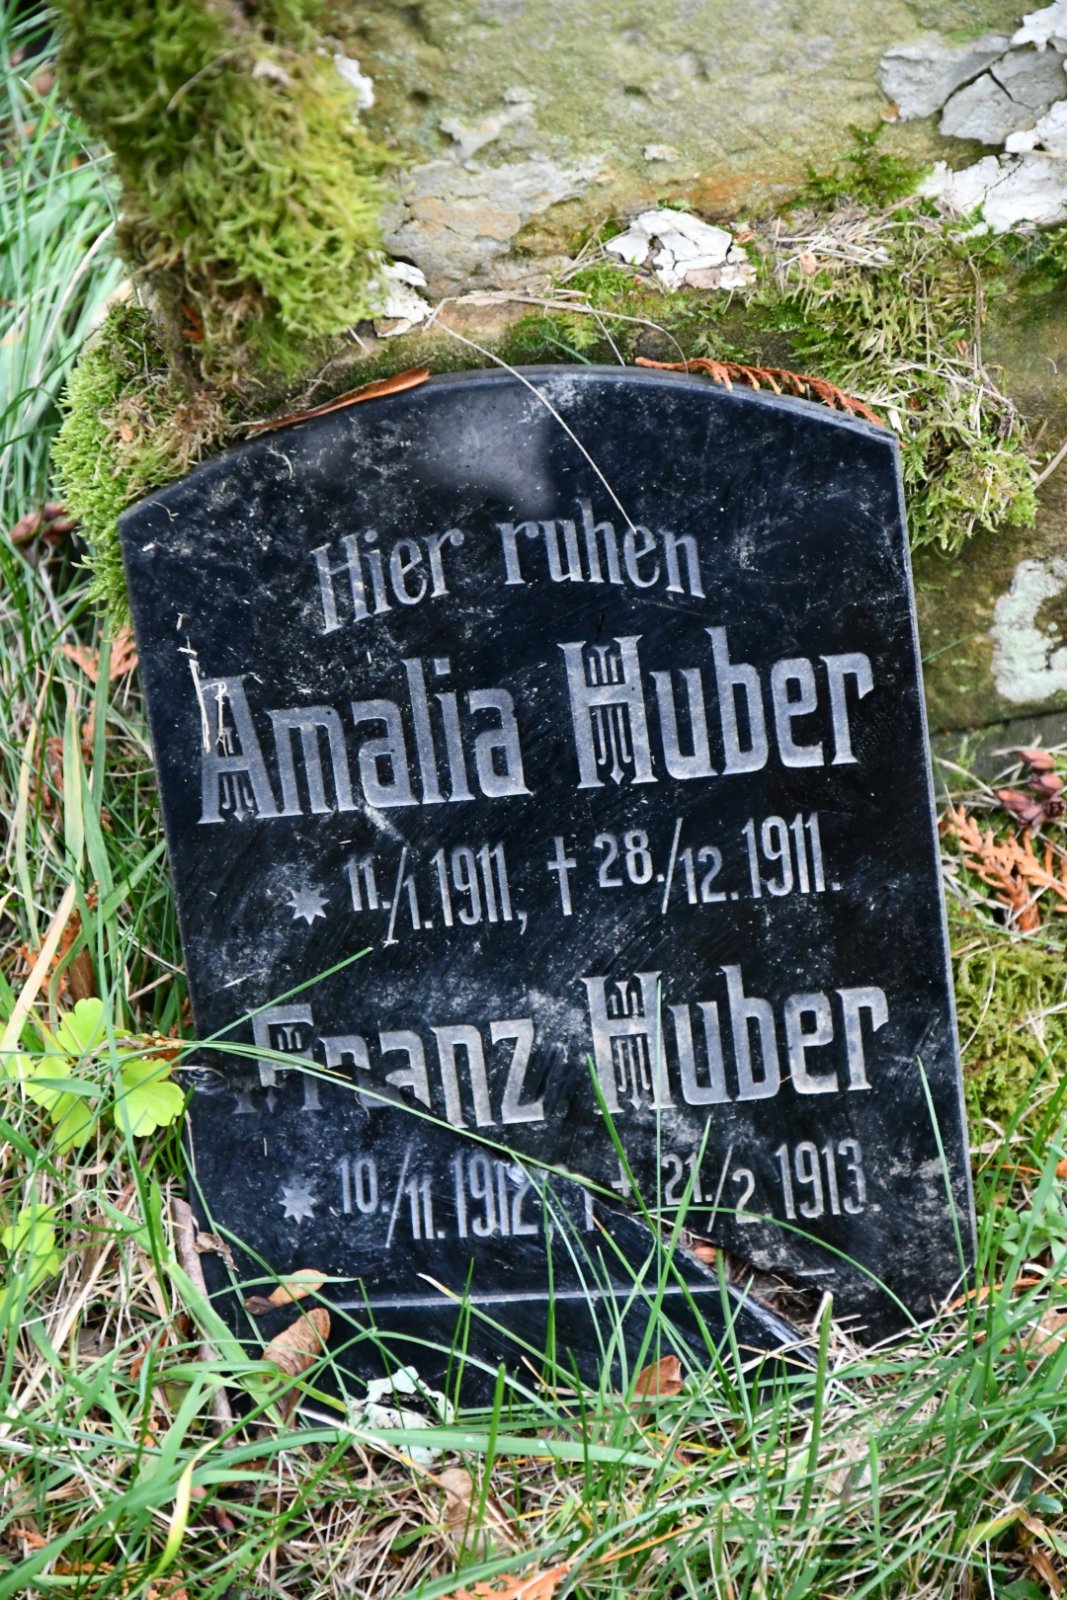 Hier ruhen
Amalia Huber
* 11./1.1911, † 28./12.1911.
Franz Huber
* 10./11.1912, † 21./2.1913.